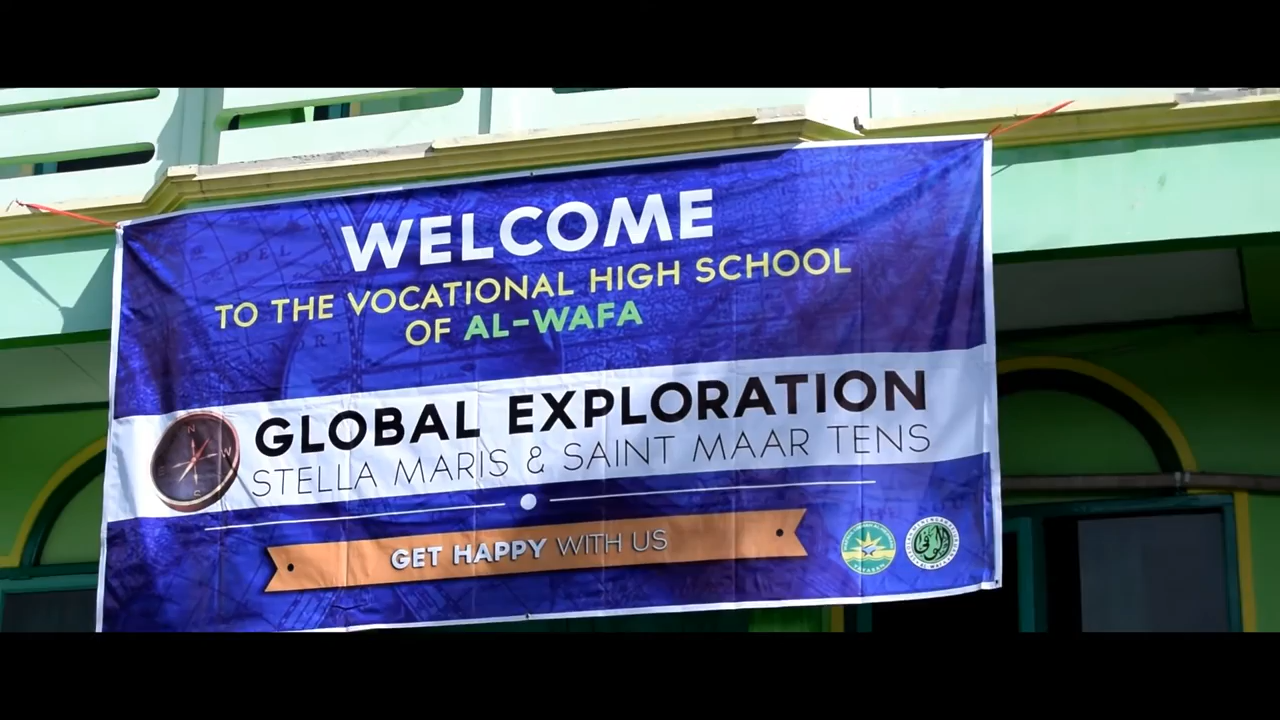 WELCOME
TO THE VOCATIONAL HIGH SCHOOL
OF AL-WAFA
GLOBAL EXPLORATION
STELLA MARIS & SAINT MAAR TENS
GET HAPPY WITH US
N
W
S
E
YAYASAN